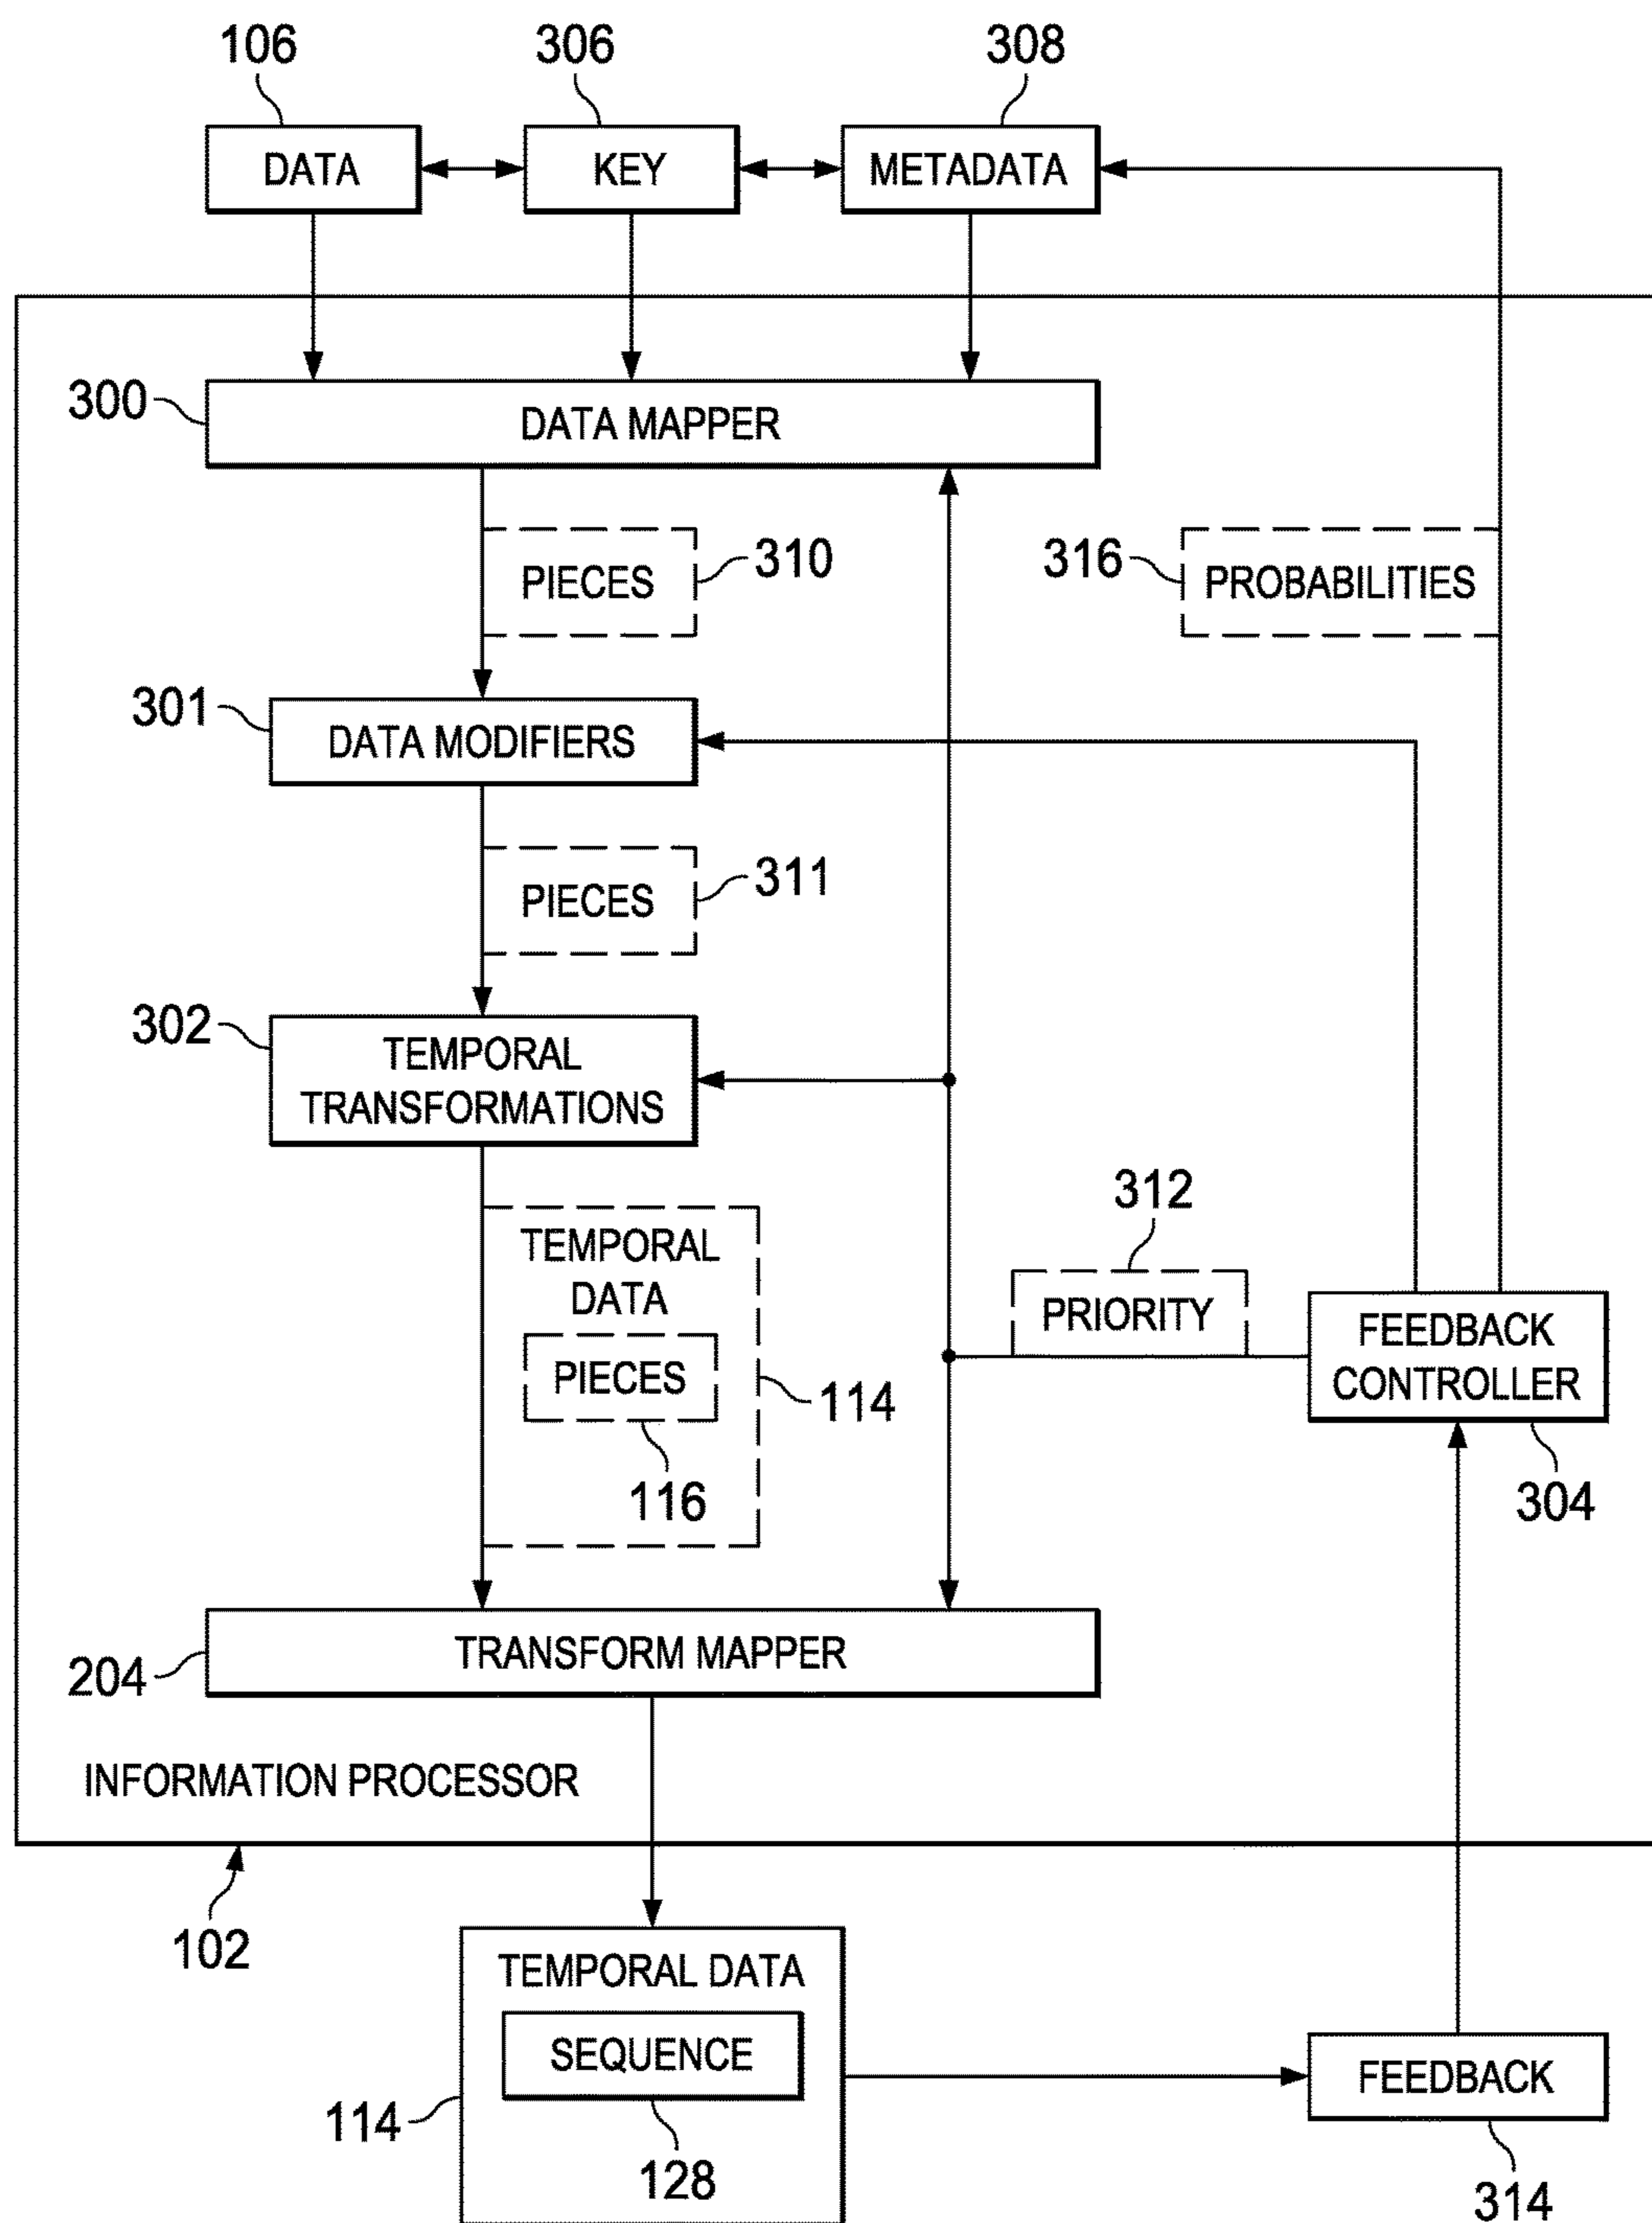 106
306
308
DATA
KEY
METADATA
300
DATA MAPPER
PIECES
310
316
PROBABILITIES
301
DATA MODIFIERS
PIECES
311
302
TEMPORAL
TRANSFORMATIONS
312
TEMPORAL
DATA
PRIORITY
PIECES
114
FEEDBACK
CONTROLLER
116
304
204
TRANSFORM MAPPER
INFORMATION PROCESSOR
102
TEMPORAL DATA
SEQUENCE
FEEDBACK
114
128
314